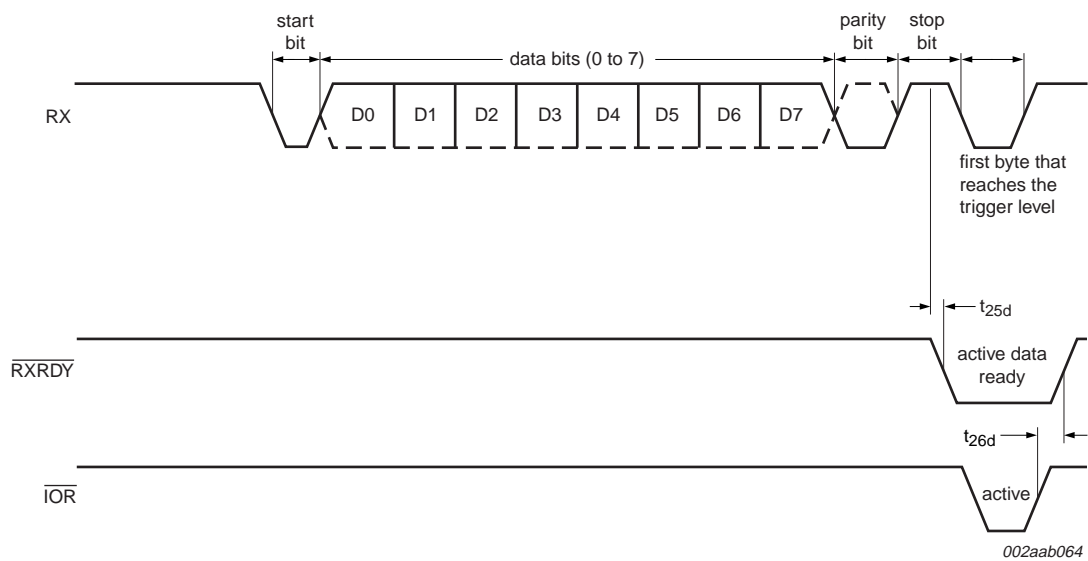 start
bit
data bits (0 to 7)
parity
bit
stop
bit
RX
D0 D1 D2 D3 D4 D5 D6 D7
first byte that
reaches the
trigger level
t25d
RXRDY
active data
ready
t26d
IOR
active
002aab064